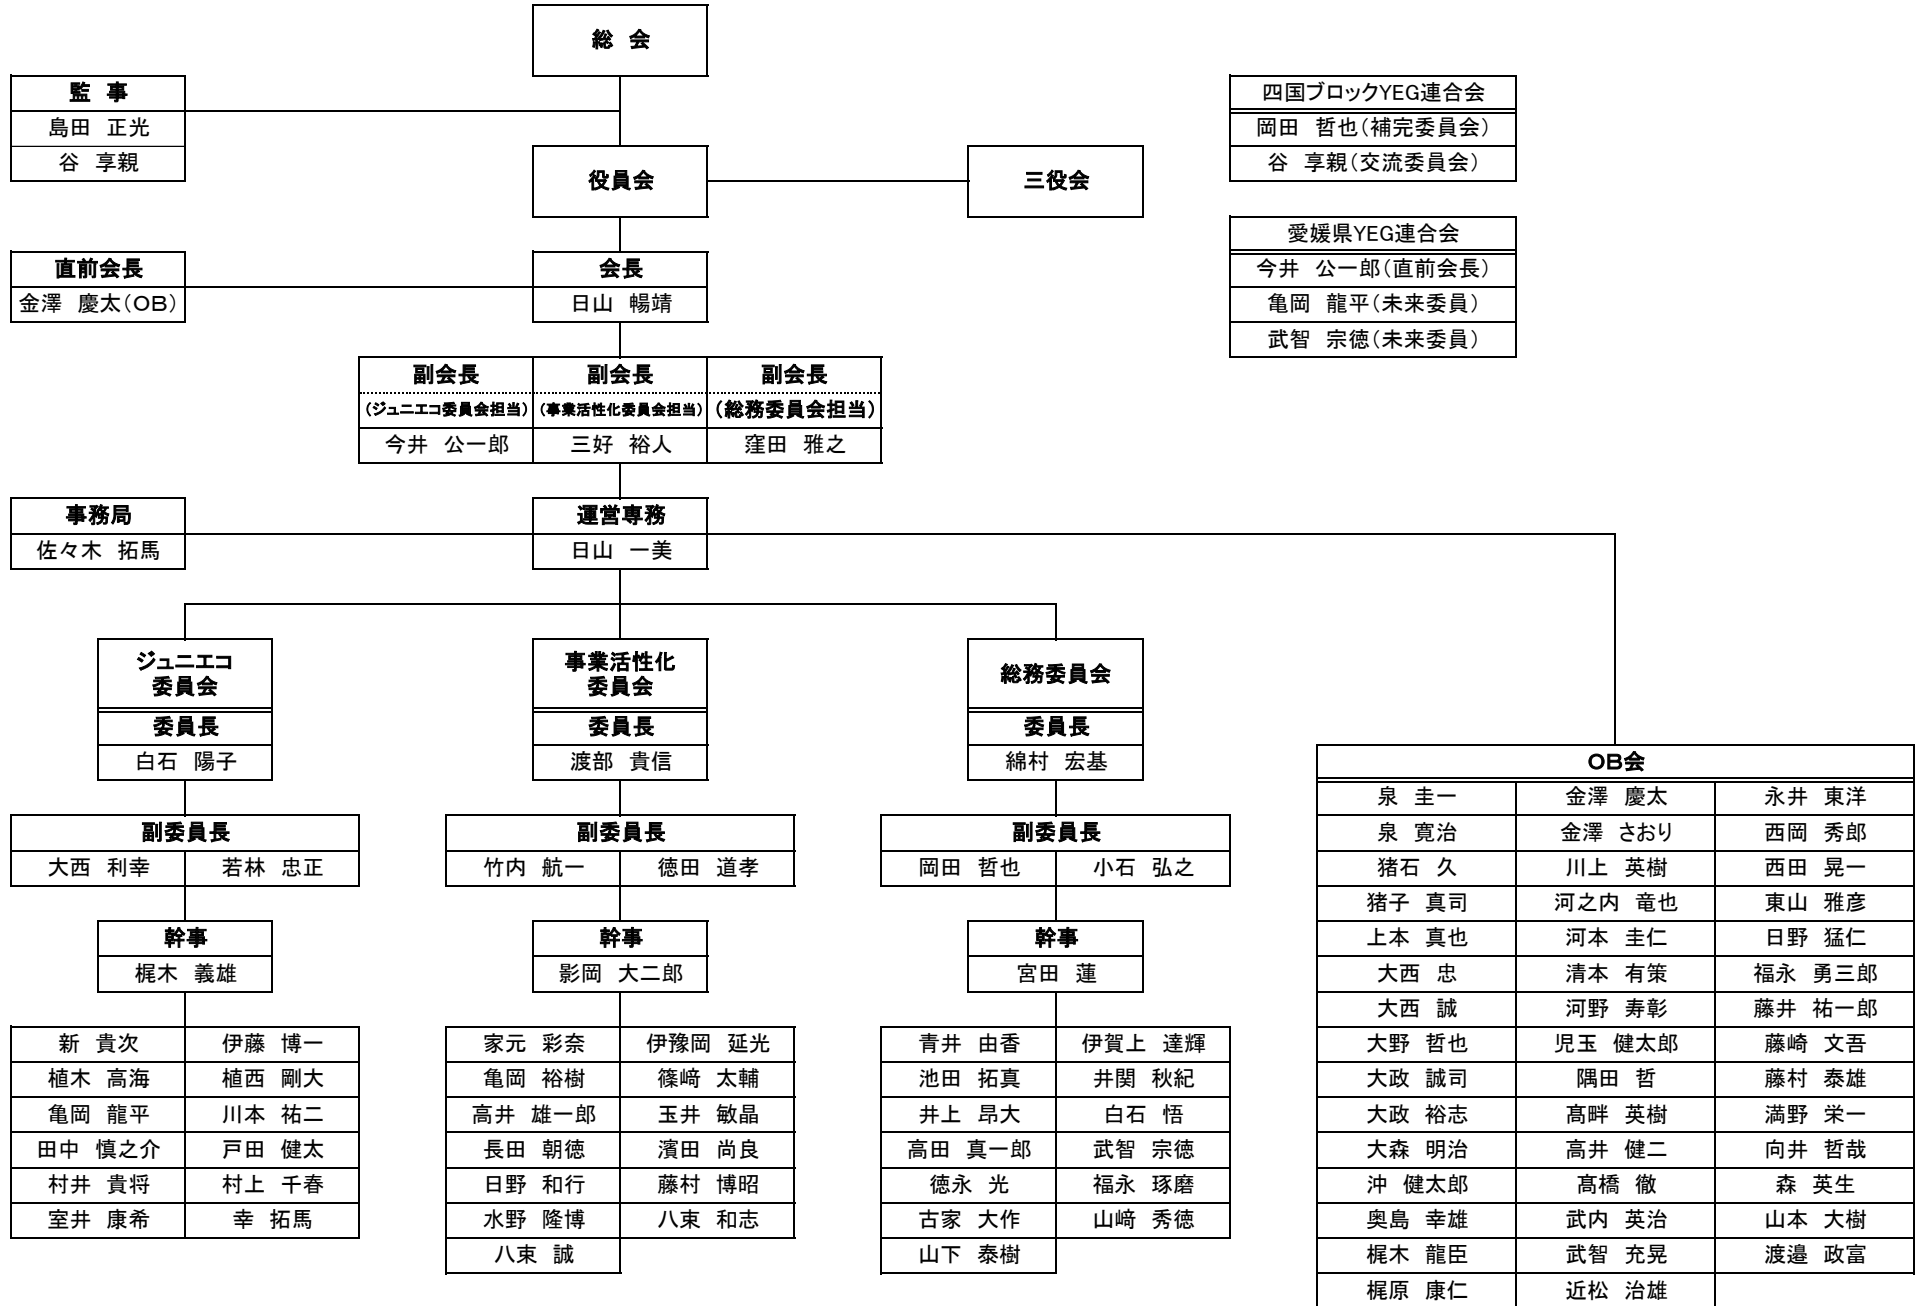 総　会
監　事
島田　正光
谷　享親
四国ブロックYEG連合会
岡田　哲也（補完委員会）
谷　享親（交流委員会）
役員会
三役会
愛媛県YEG連合会
今井　公一郎（直前会長）
亀岡　龍平（未来委員）
武智　宗徳（未来委員）
直前会長
金澤　慶太（ＯＢ）
会長
日山　暢靖
副会長
（ジュニエコ委員会担当）
今井　公一郎
副会長
（事業活性化委員会担当）
三好　裕人
副会長
（総務委員会担当）
窪田　雅之
事務局
佐々木　拓馬
運営専務
日山　一美
ジュニエコ
委員会
委員長
白石　陽子
副委員長
大西　利幸　若林　忠正
幹事
梶木　義雄
新　貴次　伊藤　博一
植木　高海　植西　剛大
亀岡　龍平　川本　祐二
田中　慎之介　戸田　健太
村井　貴将　村上　千春
室井　康希　幸　拓馬
事業活性化
委員会
委員長
渡部　貴信
副委員長
竹内　航一　徳田　道孝
幹事
影岡　大二郎
家元　彩奈　伊豫岡　延光
亀岡　裕樹　篠﨑　太輔
高井　雄一郎　玉井　敏晶
長田　朝徳　濱田　尚良
日野　和行　藤村　博昭
水野　隆博　八束　和志
八束　誠
総務委員会
委員長
綿村　宏基
副委員長
岡田　哲也　小石　弘之
幹事
宮田　蓮
青井　由香　伊賀上　達輝
池田　拓真　井関　秋紀
井上　昂大　白石　悟
高田　真一郎　武智　宗徳
徳永　光　福永　琢磨
古家　大作　山﨑　秀徳
山下　泰樹
ＯＢ会
泉　圭一　金澤　慶太　永井　東洋
泉　寛治　金澤　さおり　西岡　秀郎
猪石　久　川上　英樹　西田　晃一
猪子　真司　河之内　竜也　東山　雅彦
上本　真也　河本　圭仁　日野　猛仁
大西　忠　清本　有策　福永　勇三郎
大西　誠　河野　寿彰　藤井　祐一郎
大野　哲也　児玉　健太郎　藤崎　文吾
大政　誠司　隅田　哲　藤村　泰雄
大政　裕志　髙畔　英樹　満野　栄一
大森　明治　高井　健二　向井　哲哉
沖　健太郎　髙橋　徹　森　英生
奥島　幸雄　武内　英治　山本　大樹
梶木　龍臣　武智　充晃　渡邉　政富
梶原　康仁　近松　治雄